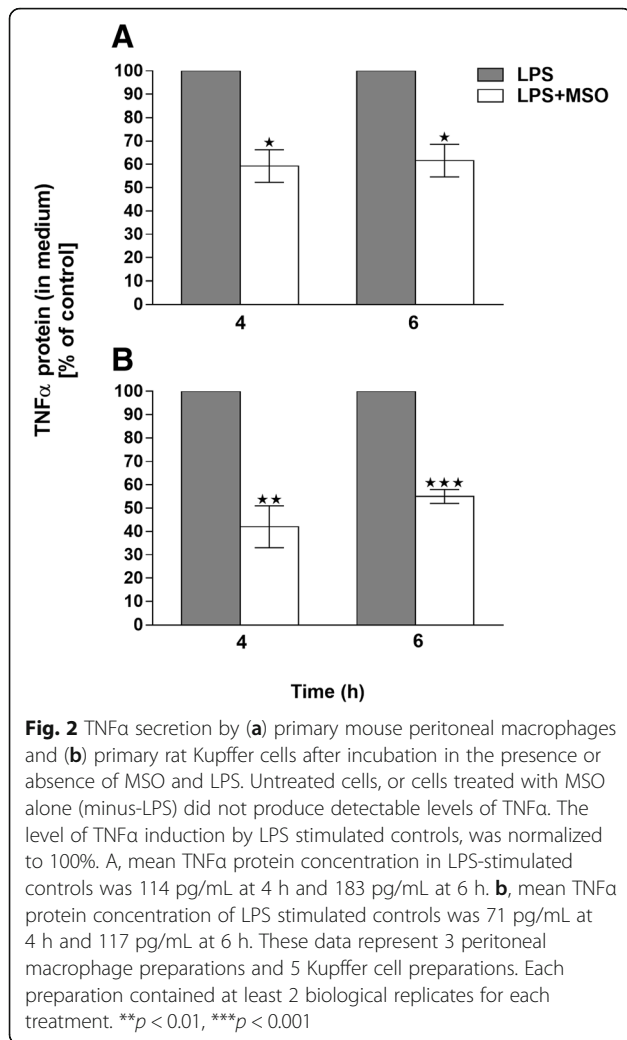 A
LPS
LPS+MSO
100
90
80
70
60
50
40
30
20
10
0
★
★
4
6
TNFα protein (in medium)
[% of control]
B
100
90
80
70
60
50
40
30
20
10
0
★★
★★★
4
6
Time (h)
Fig. 2 TNFα secretion by (a) primary mouse peritoneal macrophages
and (b) primary rat Kupffer cells after incubation in the presence or
absence of MSO and LPS. Untreated cells, or cells treated with MSO
alone (minus-LPS) did not produce detectable levels of TNFα. The
level of TNFα induction by LPS stimulated controls, was normalized
to 100%. A, mean TNFα protein concentration in LPS-stimulated
controls was 114 pg/mL at 4 h and 183 pg/mL at 6 h. b, mean TNFα
protein concentration of LPS stimulated controls was 71 pg/mL at
4 h and 117 pg/mL at 6 h. These data represent 3 peritoneal
macrophage preparations and 5 Kupffer cell preparations. Each
preparation contained at least 2 biological replicates for each
treatment. **p < 0.01, ***p < 0.001